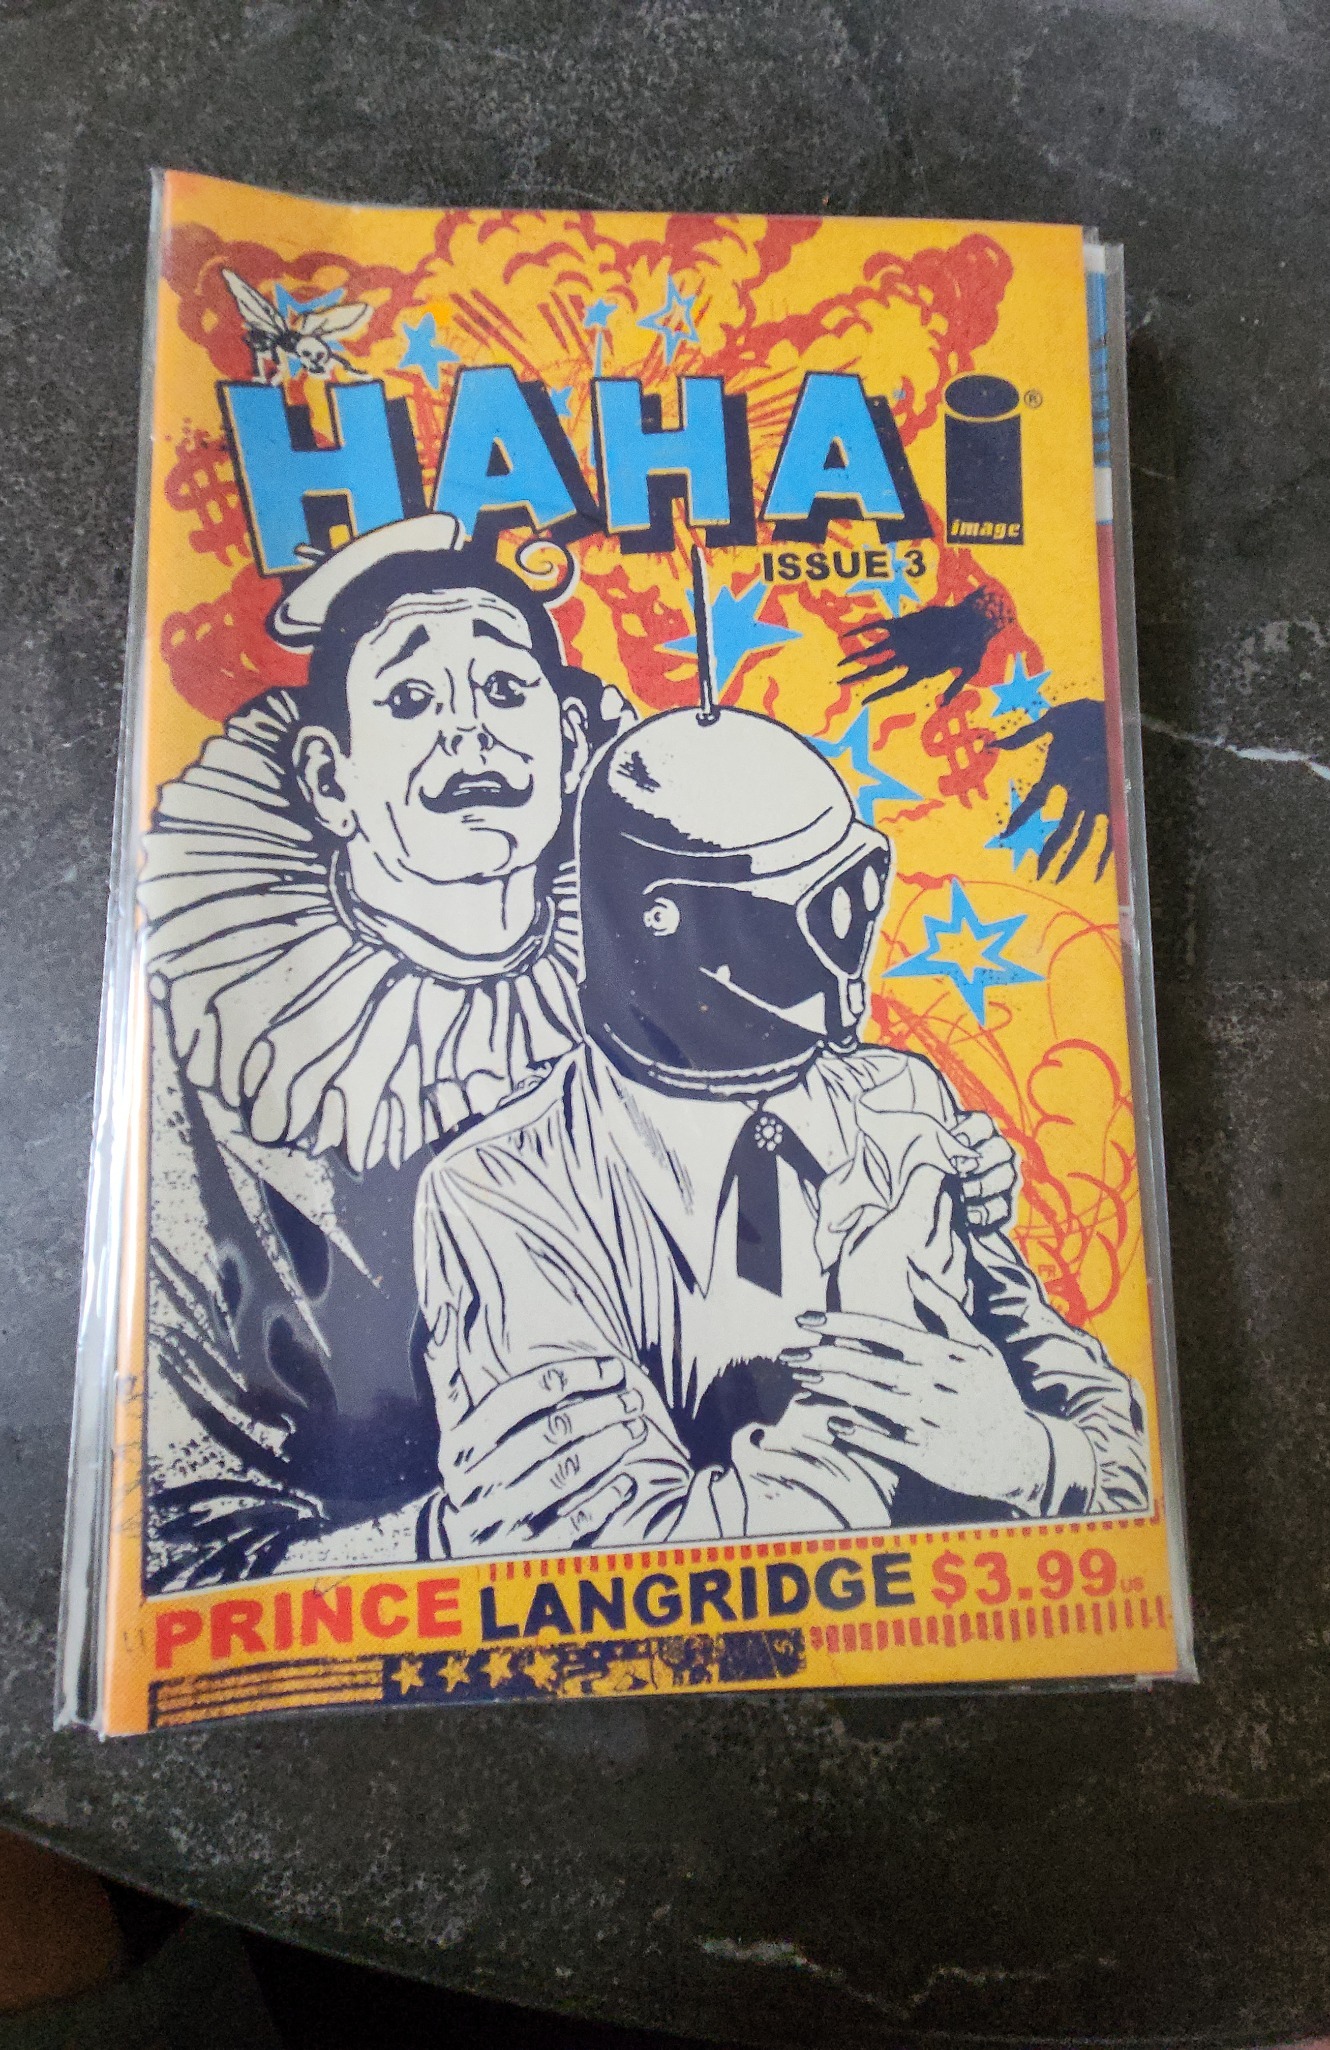 HAHA
®
image
ISSUE 3
PRINCE LANGRIDGE $3.99 US